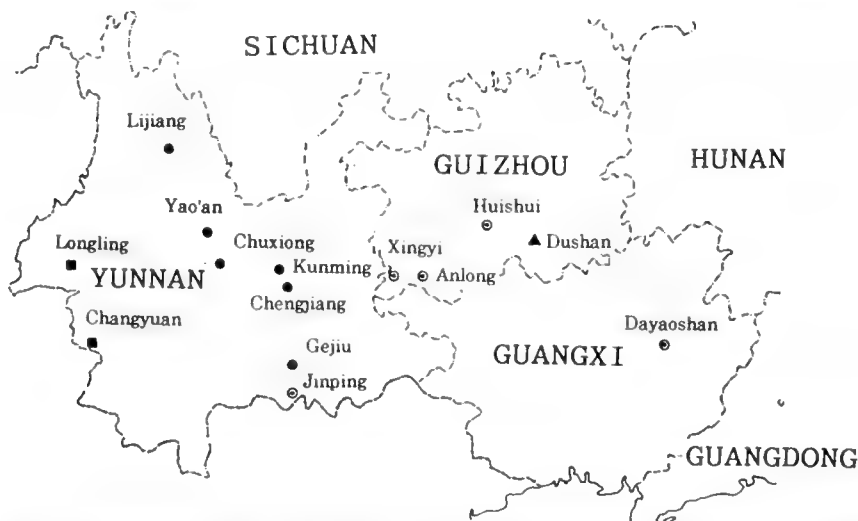 SICHUAN
Lijiang
GUIZHOU
HUNAN
Huishui
Yao'an
Dushan
Chuxiong
Xingyi
Longling
Kunming
Anlong
YUNNAN
Chengjiang
Changyuan
Dayaoshan
Gejiu
GUANGXI
Jinping
GUANGDONG